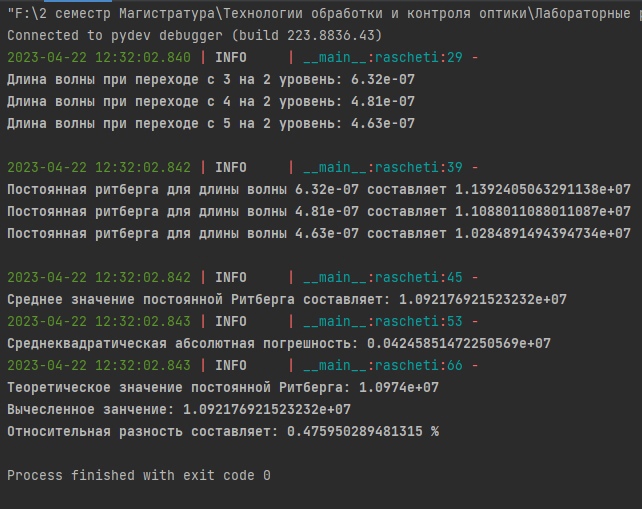 "F:\2 семестр Магистратура\Технологии обработки и контроля оптики\Лабораторные
Connected to pydev debugger (build 223.8836.43)
2023-04-22 12:32:02.840 | INFO     | __main__:rascheti:29 -
Длина волны при переходе с 3 на 2 уровень: 6.32e-07
Длина волны при переходе с 4 на 2 уровень: 4.81e-07
Длина волны при переходе с 5 на 2 уровень: 4.63e-07
2023-04-22 12:32:02.842 | INFO     | __main__:rascheti:39 -
Постоянная ритберга для длины волны 6.32e-07 составляет 1.1392405063291138e+07
Постоянная ритберга для длины волны 4.81e-07 составляет 1.1088011088011087e+07
Постоянная ритберга для длины волны 4.63e-07 составляет 1.0284891494394734e+07
2023-04-22 12:32:02.842 | INFO     | __main__:rascheti:45 -
Среднее значение постоянной Ритберга составляет: 1.092176921523232e+07
2023-04-22 12:32:02.843 | INFO     | __main__:rascheti:53 -
Среднеквадратическая абсолютная погрешность: 0.04245851472250569e+07
2023-04-22 12:32:02.843 | INFO     | __main__:rascheti:66 -
Теоретическое значение постоянной Ритберга: 1.0974e+07
Вычесленное занчение: 1.092176921523232e+07
Относительная разность составляет: 0.475950289481315 %
Process finished with exit code 0